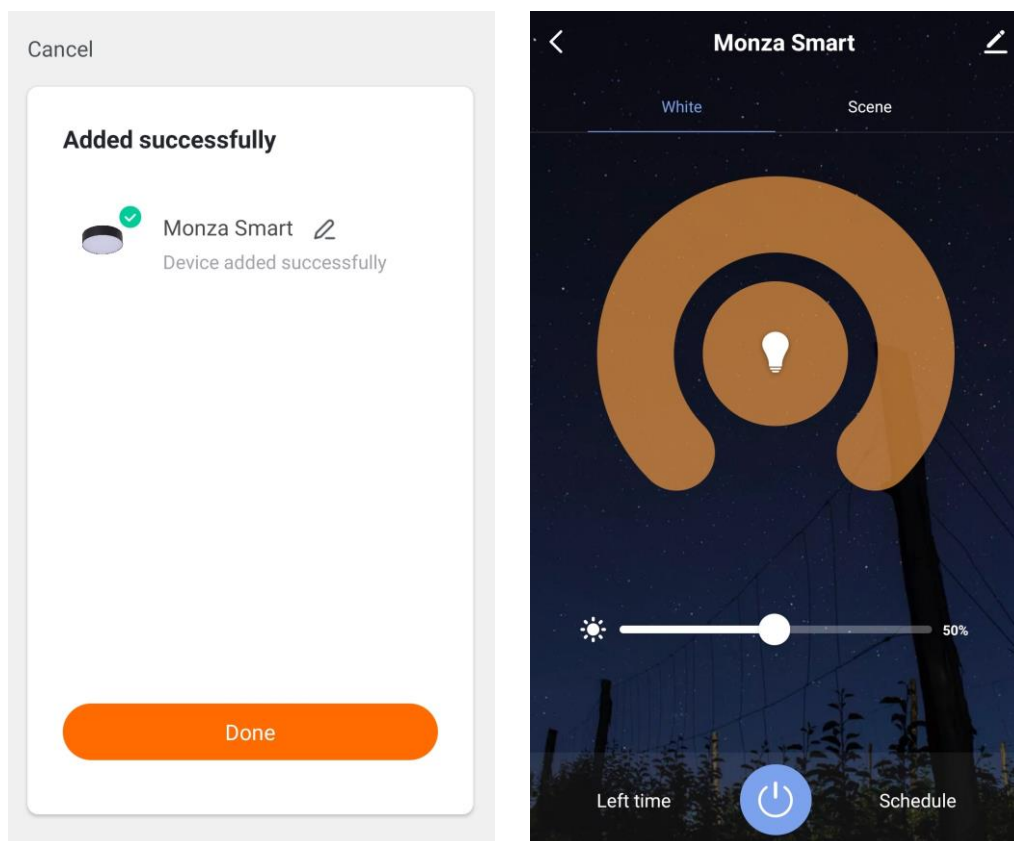 Cancel
Added successfully
Monza Smart
Device added successfully
Done
Monza Smart
White Scene
50%
Left time Schedule